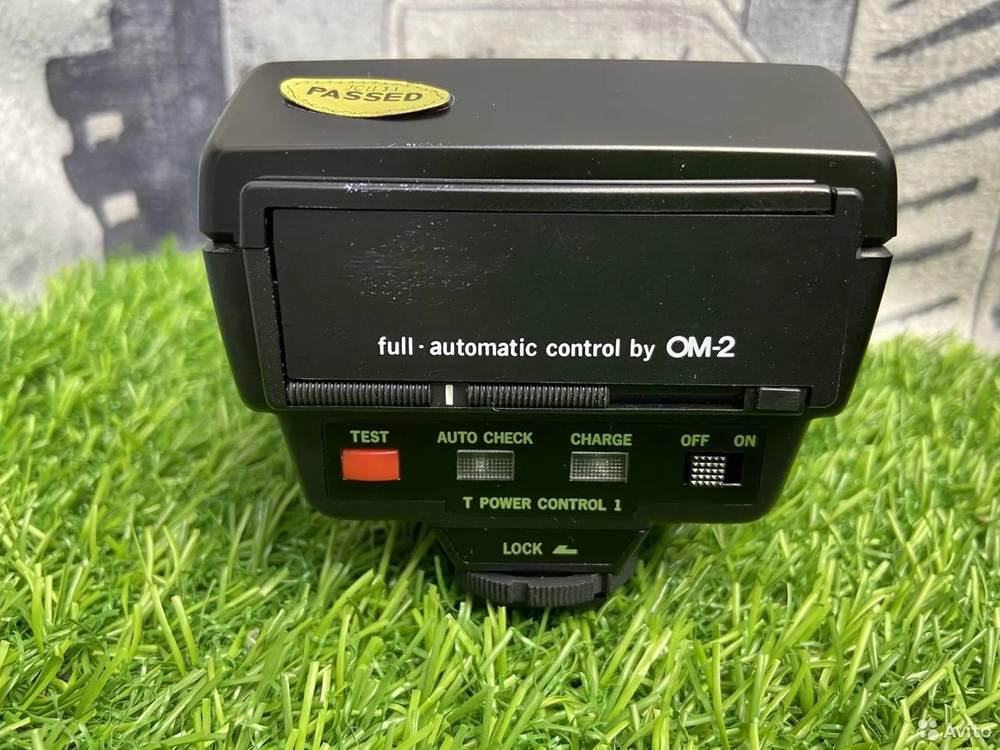 PASSED
full·automatic control by OM-2
TEST AUTO CHECK CHARGE OFF ON
T POWER CONTROL 1
LOCK
Avito